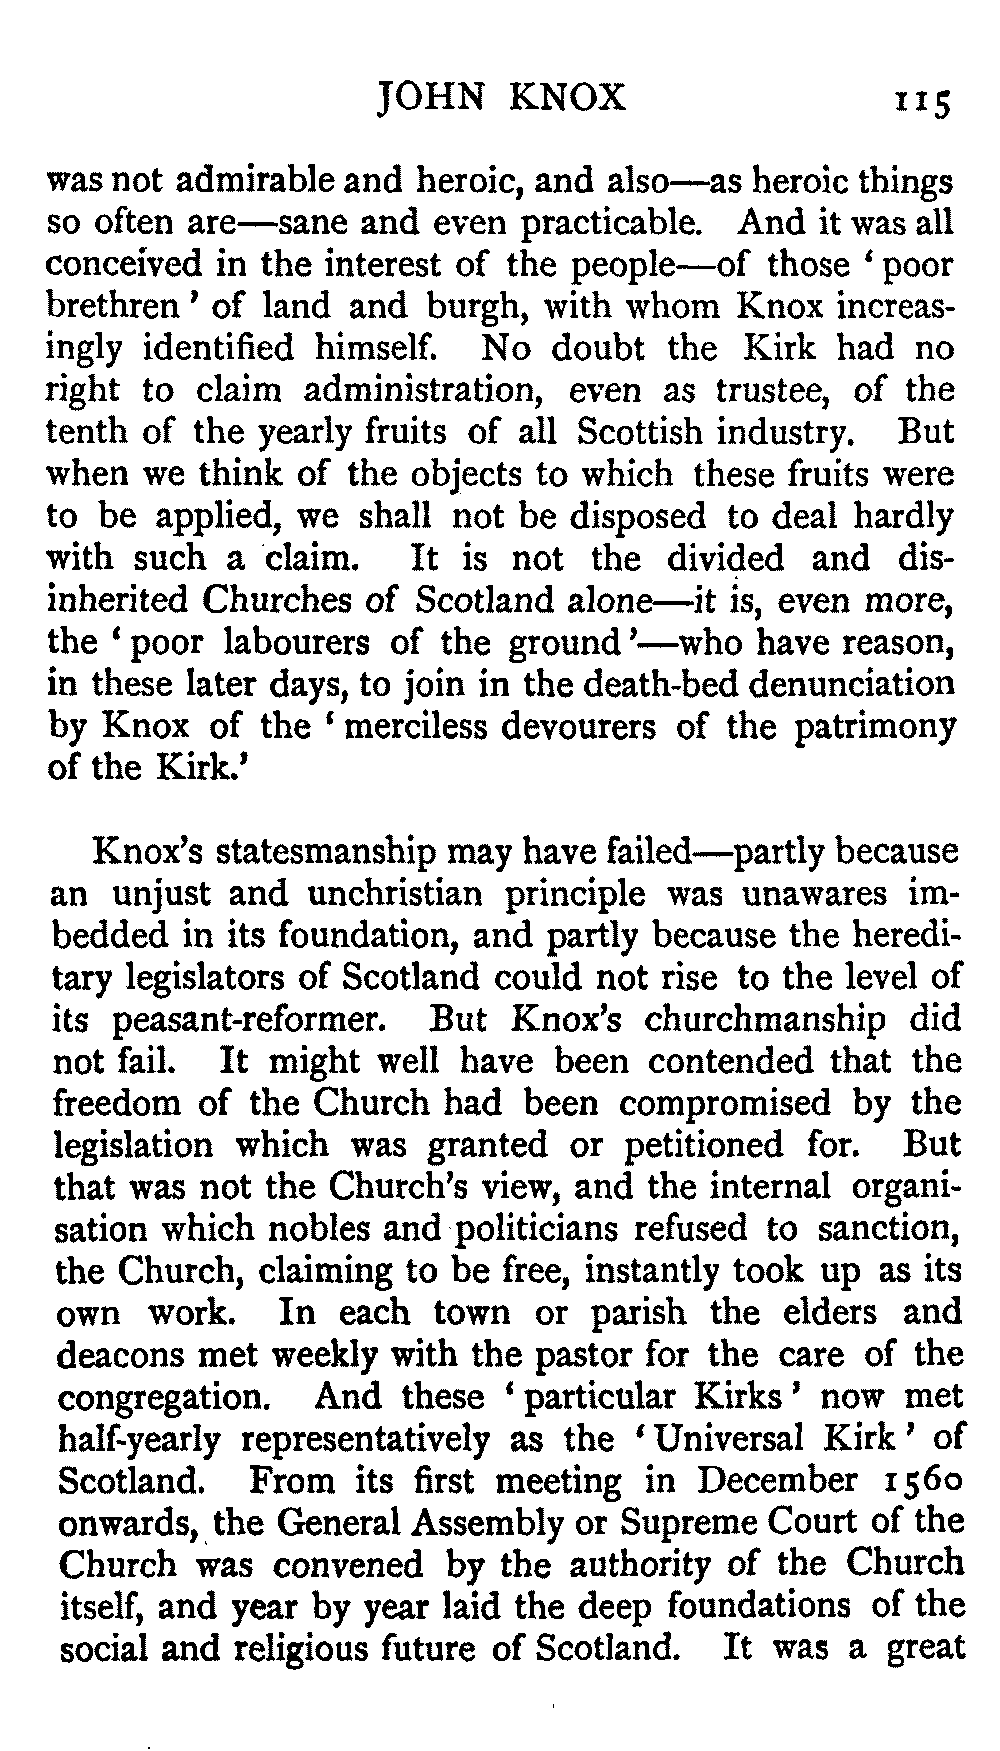 JOHN KNOX 115
was not admirable and heroic, and also—as heroic things
so often are—sane and even practicable. And it was all
conceived in the interest of the people—of those ‘ poor
brethren ’ of land and burgh, with whom Knox increas-
ingly identified himself. No doubt the Kirk had no
right to claim administration, even as trustee, of the
tenth of the yearly fruits of all Scottish industry. But
when we think of the objects to which these fruits were
to be applied, we shall not be disposed to deal hardly
with such a claim. It is not the divided and dis-
inherited Churches of Scotland alone—it is, even more,
the ‘ poor labourers of the ground ’—who have reason,
in these later days, to join in the death-bed denunciation
by Knox of the ‘ merciless devourers of the patrimony
of the Kirk.’
Knox’s statesmanship may have failed—partly because
an unjust and unchristian principle was unawares im-
bedded in its foundation, and partly because the heredi-
tary legislators of Scotland could not rise to the level of
its peasant-reformer. But Knox’s churchmanship did
not fail. It might well have been contended that the
freedom of the Church had been compromised by the
legislation which was granted or petitioned for. But
that was not the Church’s view, and the internal organi-
sation which nobles and politicians refused to sanction,
the Church, claiming to be free, instantly took up as its
own work. In each town or parish the elders and
deacons met weekly with the pastor for the care of the
congregation. And these ‘ particular Kirks ’ now met
half-yearly representatively as the ‘ Universal Kirk ’ of
Scotland. From its first meeting in December 1560
onwards, the General Assembly or Supreme Court of the
Church was convened by the authority of the Church
itself, and year by year laid the deep foundations of the
social and religious future of Scotland. It was a great